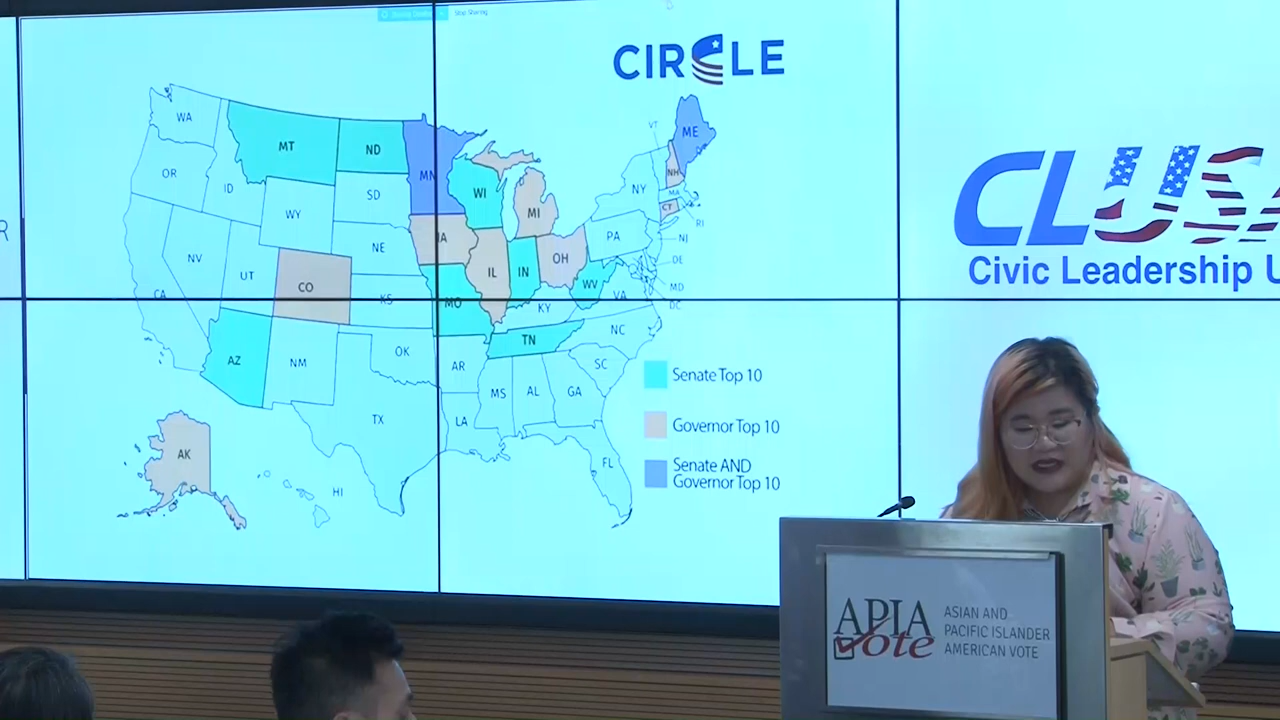 Stop Sharing
CIRCLE
R
WA
MT
ND
MN
OR
ID
SD
WI
WY
MI
VT
ME
NH
NY
MA
CT
RI
NV
UT
NE
IA
PA
NJ
CO
IL
IN
OH
DE
CA
KS
MO
WV
VA
MD
KY
DC
AZ
NM
OK
AR
TN
NC
SC
TX
LA
MS
AL
GA
FL
AK
HI
Senate Top 10
Governor Top 10
Senate AND
Governor Top 10
CLUSA
Civic Leadership U
APIA
Vote
ASIAN AND
PACIFIC ISLANDER
AMERICAN VOTE